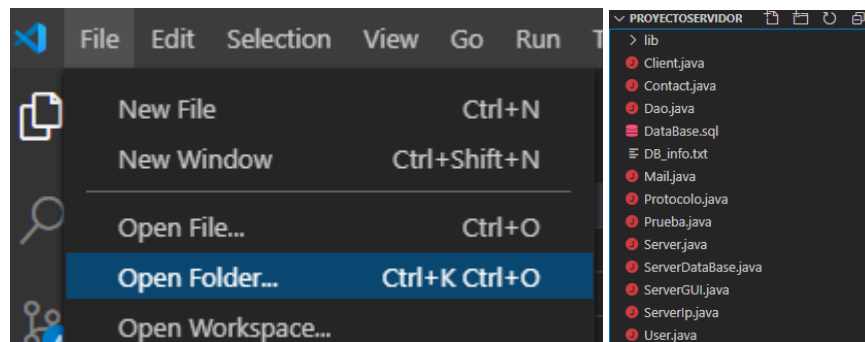 File Edit Selection View Go Run
New File Ctrl+N
New Window Ctrl+Shift+N
Open File... Ctrl+O
Open Folder... Ctrl+K Ctrl+O
Open Workspace...
PROYECTOSERVIDOR
lib
Client.java
Contact.java
Dao.java
DataBase.sql
DB_info.txt
Mail.java
Protocolo.java
Prueba.java
Server.java
ServerDataBase.java
ServerGUI.java
ServerIp.java
User.java